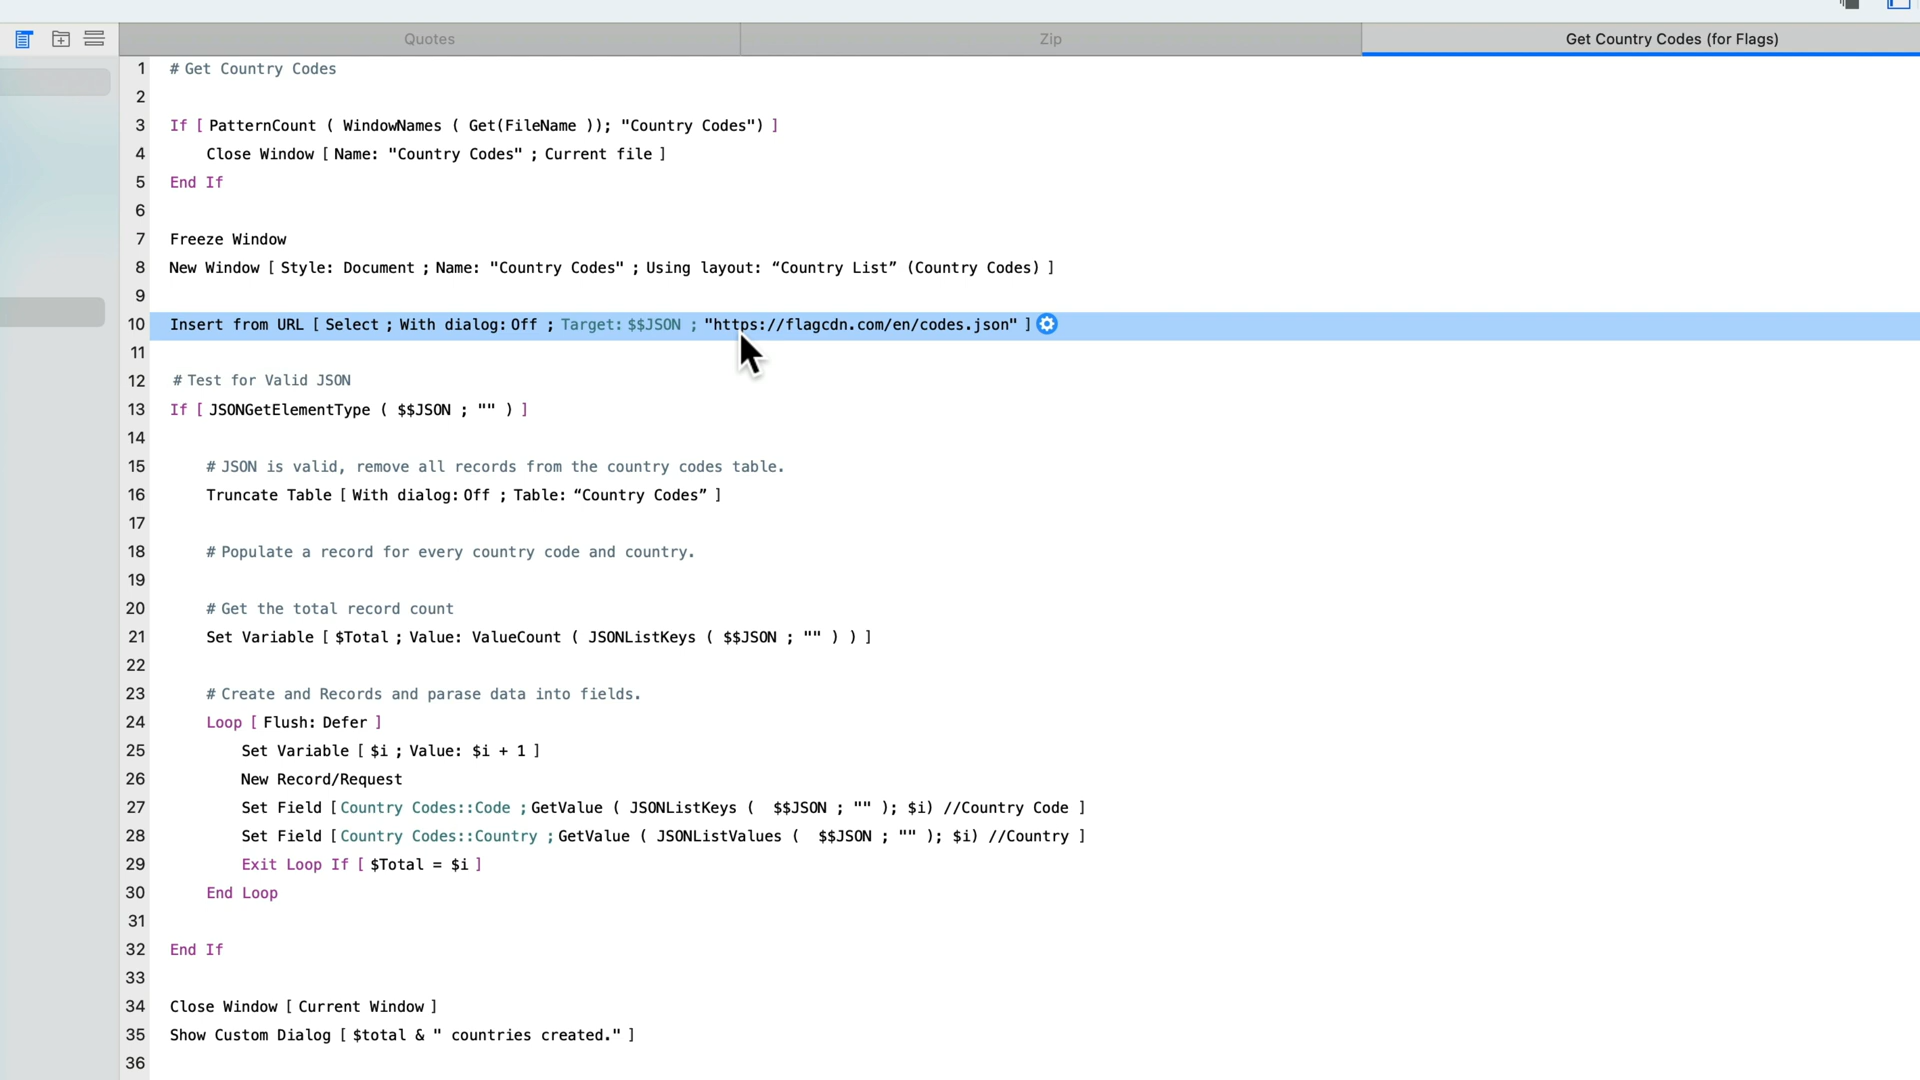 Quotes
Zip
Get Country Codes (for Flags)
1 # Get Country Codes
2
3 If [ PatternCount ( WindowNames ( Get(FileName )); "Country Codes") ]
4 Close Window [ Name: "Country Codes" ; Current file ]
5 End If
6
7 Freeze Window
8 New Window [ Style: Document ; Name: "Country Codes" ; Using layout: “Country List” (Country Codes) ]
9
10 Insert from URL [ Select ; With dialog: Off ; Target: $$JSON ; "https://flagcdn.com/en/codes.json" ]
11
12 # Test for Valid JSON
13 If [ JSONGetElementType ( $$JSON ; "" ) ]
14
15 # JSON is valid, remove all records from the country codes table.
16 Truncate Table [ With dialog: Off ; Table: “Country Codes” ]
17
18 # Populate a record for every country code and country.
19
20 # Get the total record count
21 Set Variable [ $Total ; Value: ValueCount ( JSONListKeys ( $$JSON ; "" ) ) ]
22
23 # Create and Records and parase data into fields.
24 Loop [ Flush: Defer ]
25 Set Variable [ $i ; Value: $i + 1 ]
26 New Record/Request
27 Set Field [ Country Codes::Code ; GetValue ( JSONListKeys ( $$JSON ; "" ); $i) //Country Code ]
28 Set Field [ Country Codes::Country ; GetValue ( JSONListValues ( $$JSON ; "" ); $i) //Country ]
29 Exit Loop If [ $Total = $i ]
30 End Loop
31
32 End If
33
34 Close Window [ Current Window ]
35 Show Custom Dialog [ $total & " countries created." ]
36